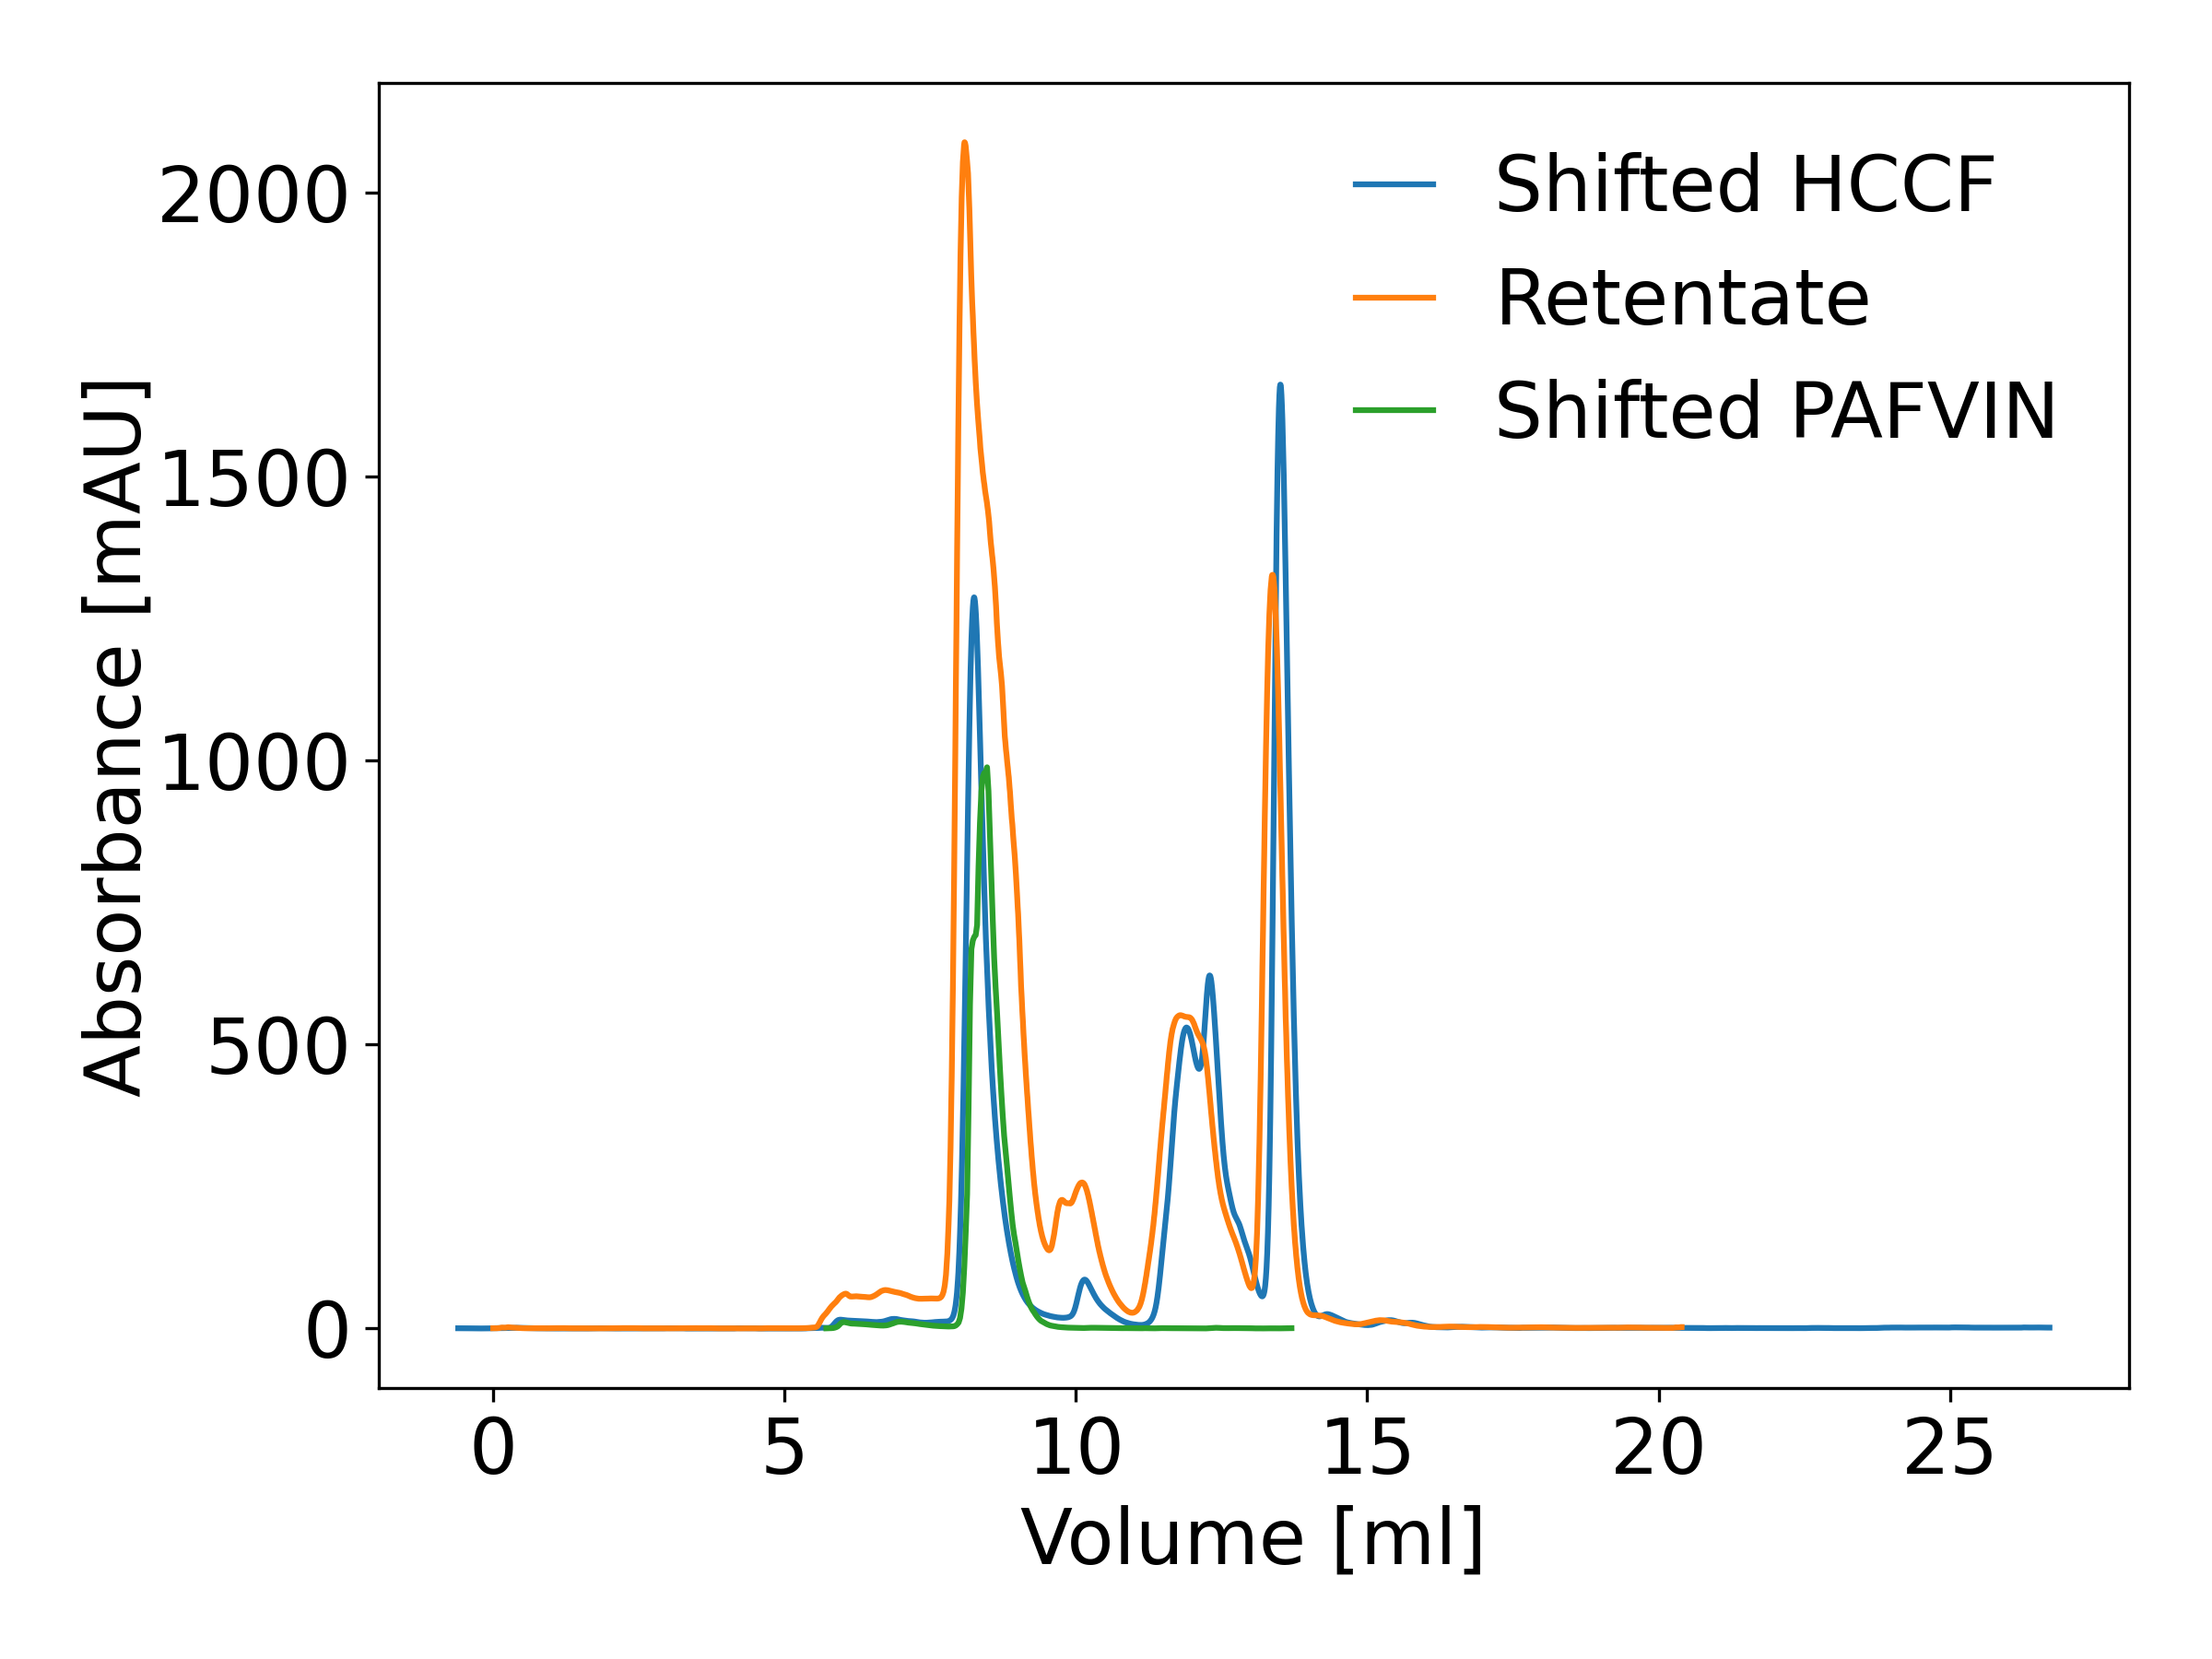 Shifted HCCF
Retentate
Shifted PAFVIN
Absorbance [mAU]
2000
1500
1000
500
0
0 5 10 15 20 25
Volume [ml]